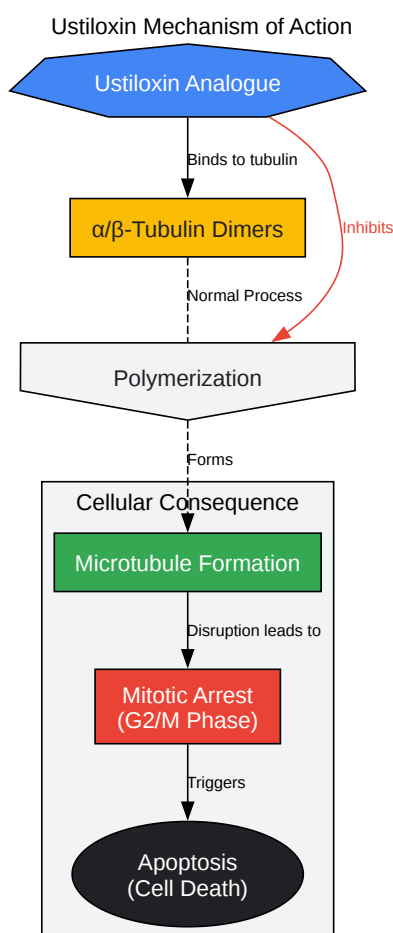 Ustiloxin Mechanism of Action
Ustiloxin Analogue
Binds to tubulin
α/β-Tubulin Dimers
Inhibits
Normal Process
Polymerization
Forms
Cellular Consequence
Microtubule Formation
Disruption leads to
Mitotic Arrest
(G2/M Phase)
Triggers
Apoptosis
(Cell Death)